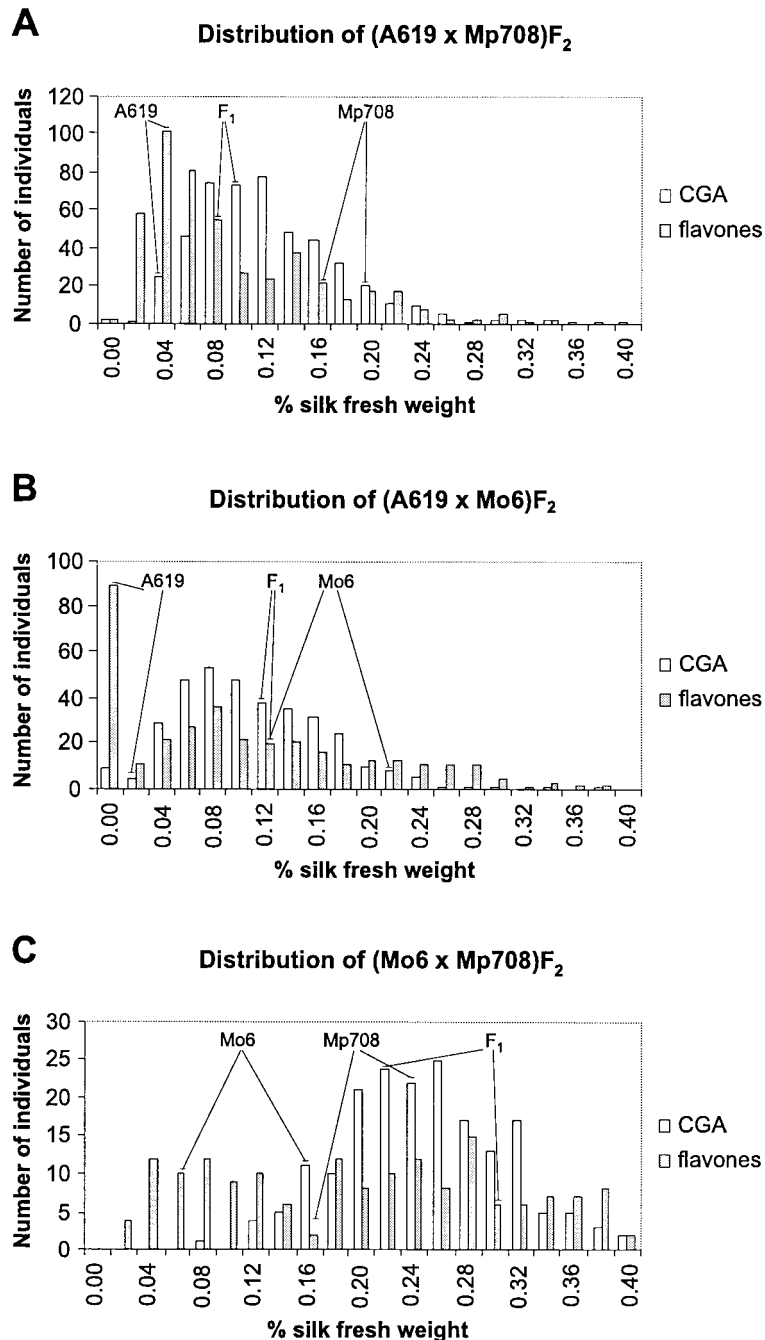 A
Distribution of (A619 x Mp708)F₂
Number of individuals
120
100
80
60
40
20
0
A619
F₁
Mp708
CGA
flavones
0.00
0.04
0.08
0.12
0.16
0.20
0.24
0.28
0.32
0.36
0.40
% silk fresh weight
B
Distribution of (A619 x Mo6)F₂
Number of individuals
100
80
60
40
20
0
A619
F₁
Mo6
CGA
flavones
0.00
0.04
0.08
0.12
0.16
0.20
0.24
0.28
0.32
0.36
0.40
% silk fresh weight
C
Distribution of (Mo6 x Mp708)F₂
Number of individuals
30
25
20
15
10
5
0
Mo6
Mp708
F₁
CGA
flavones
0.00
0.04
0.08
0.12
0.16
0.20
0.24
0.28
0.32
0.36
0.40
% silk fresh weight